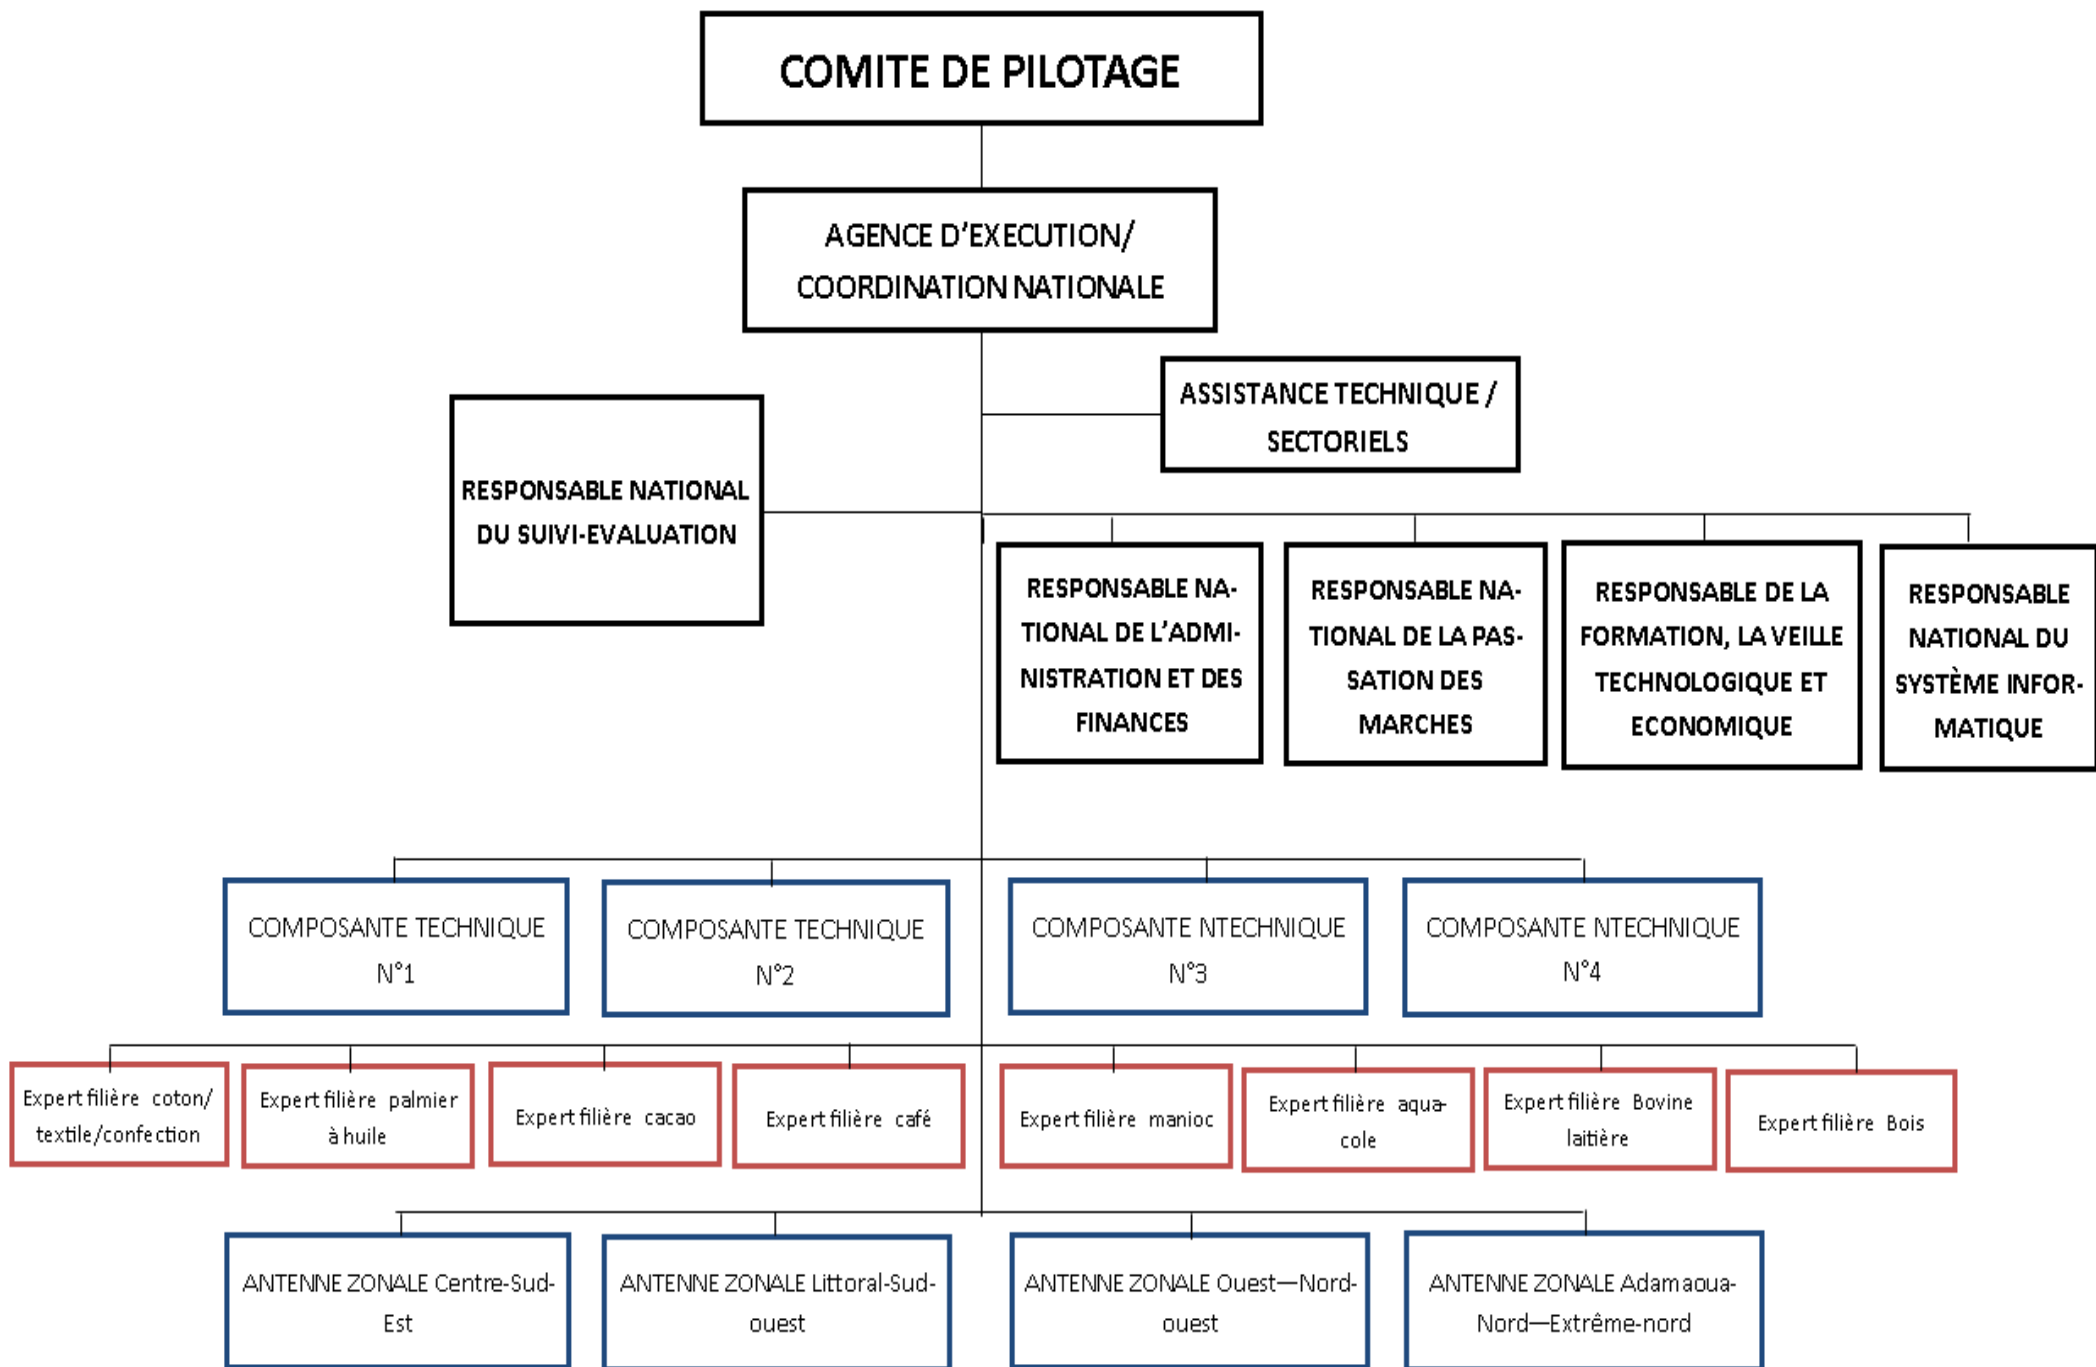 COMITE DE PILOTAGE
AGENCE D'EXECUTION/
COORDINATION NATIONALE
ASSISTANCE TECHNIQUE /
SECTORIELS
RESPONSABLE NATIONAL
DU SUIVI-EVALUATION
RESPONSABLE NA-
TIONAL DE L'ADMI-
NISTRATION ET DES
FINANCES
RESPONSABLE NA-
TIONAL DE LA PAS-
SATION DES
MARCHES
RESPONSABLE DE LA
FORMATION, LA VEILLE
TECHNOLOGIQUE ET
ECONOMIQUE
RESPONSABLE
NATIONAL DU
SYSTÈME INFOR-
MATIQUE
COMPOSANTE TECHNIQUE
N°1
COMPOSANTE TECHNIQUE
N°2
COMPOSANTE NTECHNIQUE
N°3
COMPOSANTE NTECHNIQUE
N°4
Expert filière coton/
textile/confection
Expert filière palmier
à huile
Expert filière cacao
Expert filière café
Expert filière manioc
Expert filière aqua-
cole
Expert filière Bovine
laitière
Expert filière Bois
ANTENNE ZONALE Centre-Sud-
Est
ANTENNE ZONALE Littoral-Sud-
ouest
ANTENNE ZONALE Ouest—Nord-
ouest
ANTENNE ZONALE Adamaoua-
Nord—Extrême-nord